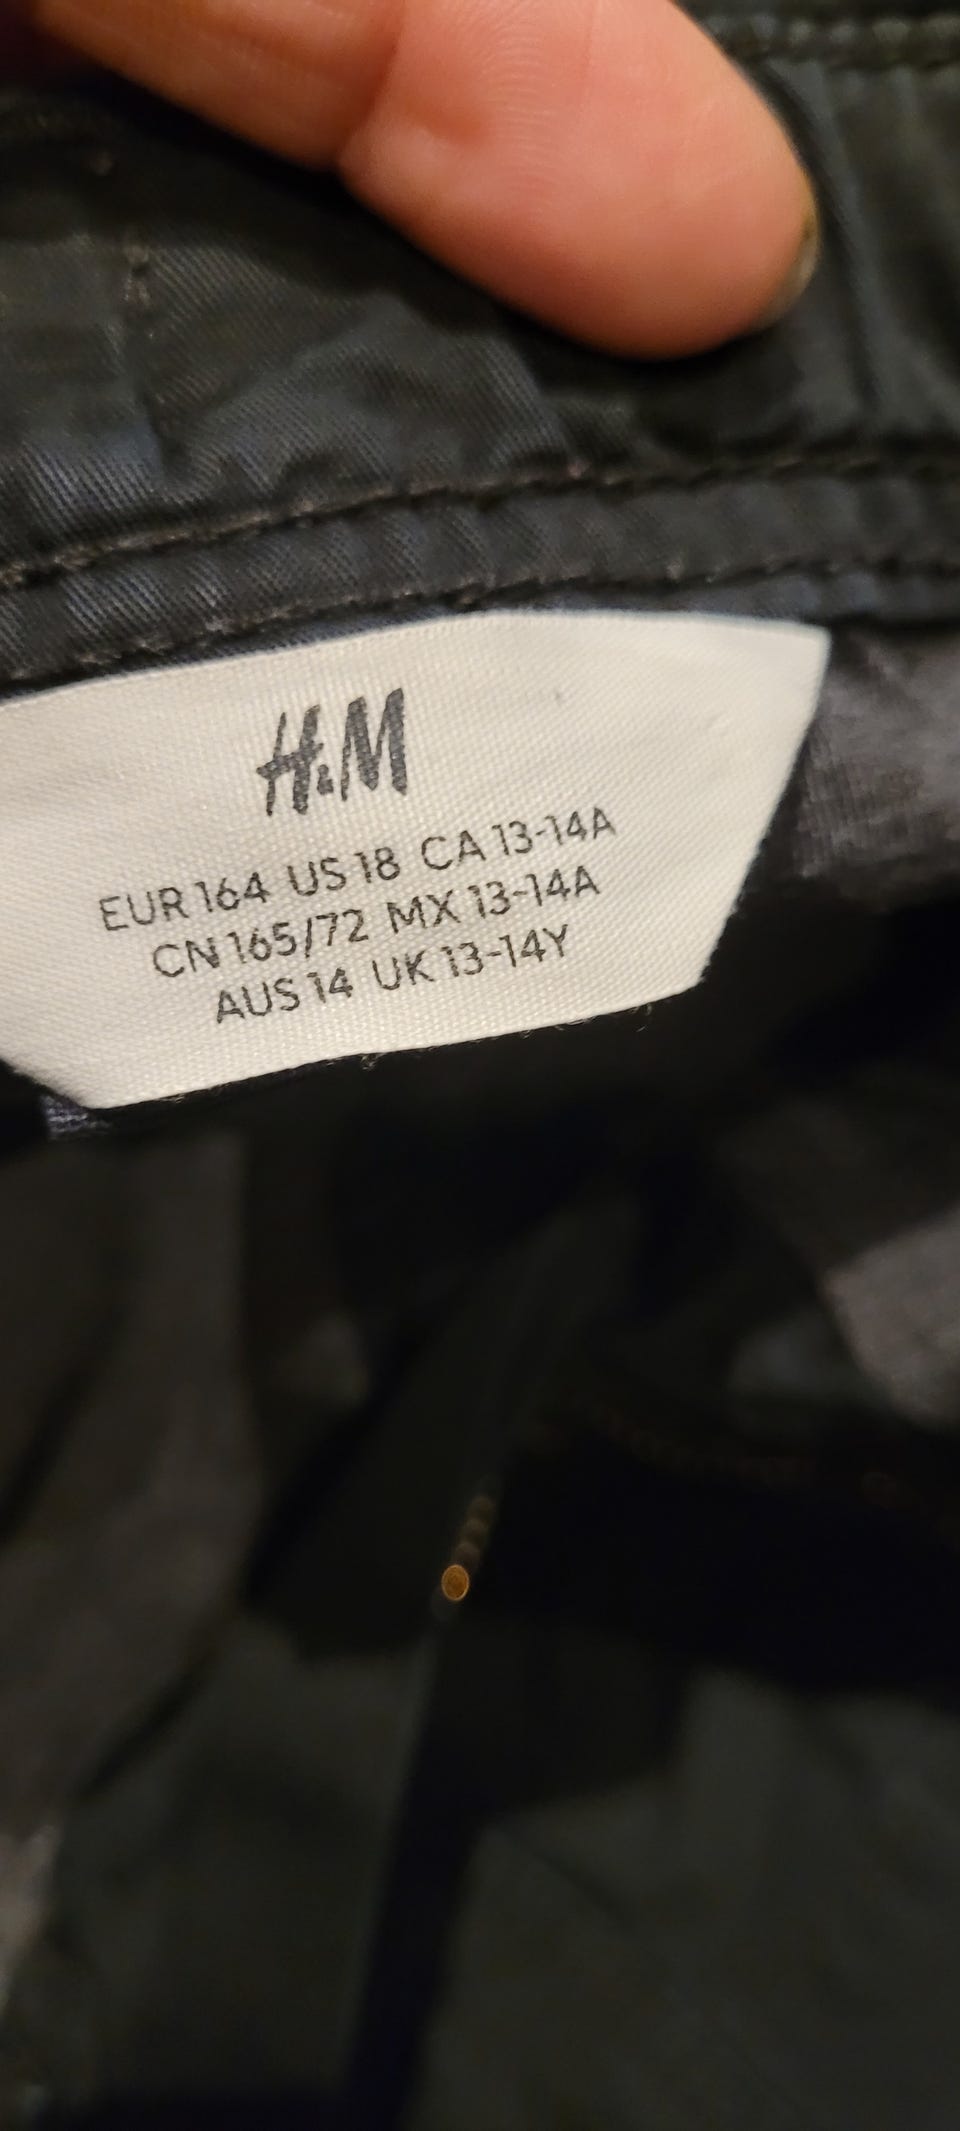 H&M
EUR 164 US 18 CA 13-14A
CN 165/72 MX 13-14A
AUS 14 UK 13-14Y